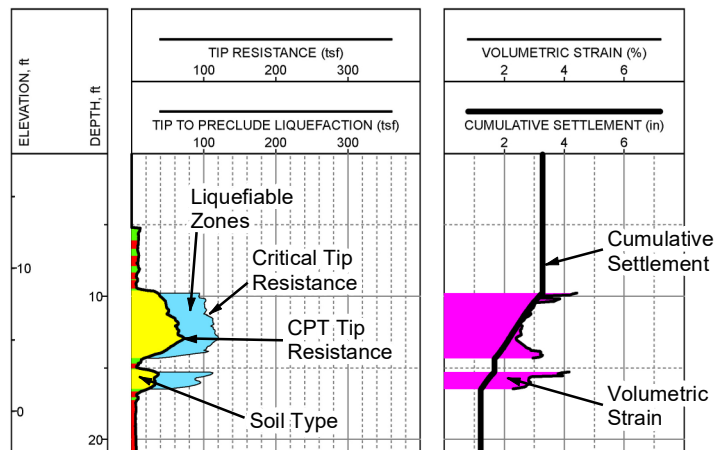 ELEVATION, ft
DEPTH, ft
TIP RESISTANCE (tsf)
100 200 300
TIP TO PRECLUDE LIQUEFACTION (tsf)
100 200 300
VOLUMETRIC STRAIN (%)
2 4 6
CUMULATIVE SETTLEMENT (in)
2 4 6
Liquefiable
Zones
Critical Tip
Resistance
CPT Tip
Resistance
Soil Type
Cumulative
Settlement
Volumetric
Strain
10
0
10
20